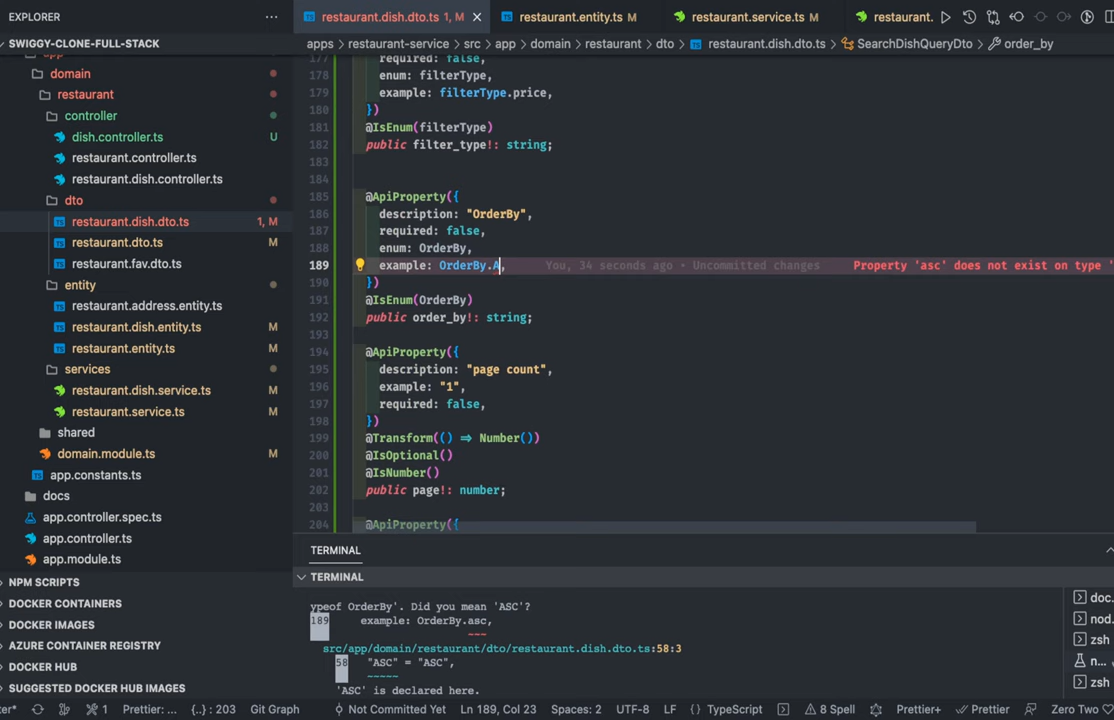 EXPLORER
SWIGGY-CLONE-FULL-STACK
app
domain
restaurant
controller
dish.controller.ts U
restaurant.controller.ts
restaurant.dish.controller.ts
dto
restaurant.dish.dto.ts 1, M
restaurant.dto.ts M
restaurant.fav.dto.ts
entity
restaurant.address.entity.ts
restaurant.dish.entity.ts M
restaurant.entity.ts M
services
restaurant.dish.service.ts M
restaurant.service.ts M
shared
domain.module.ts M
app.constants.ts
docs
app.controller.spec.ts
app.controller.ts
app.module.ts
NPM SCRIPTS
DOCKER CONTAINERS
DOCKER IMAGES
AZURE CONTAINER REGISTRY
DOCKER HUB
SUGGESTED DOCKER HUB IMAGES
restaurant.dish.dto.ts 1, M
restaurant.entity.ts M
restaurant.service.ts M
restaurant.
apps > restaurant-service > src > app > domain > restaurant > dto > restaurant.dish.dto.ts > SearchDishQueryDto > order_by
177 required: false,
178 enum: filterType,
179 example: filterType.price,
180 })
181 @IsEnum(filterType)
182 public filter_type!: string;
183
184
185 @ApiProperty({
186 description: "OrderBy",
187 required: false,
188 enum: OrderBy,
189 example: OrderBy.A, You, 34 seconds ago • Uncommitted changes Property 'asc' does not exist on type '
190 })
191 @IsEnum(OrderBy)
192 public order_by!: string;
193
194 @ApiProperty({
195 description: "page count",
196 example: "1",
197 required: false,
198 })
199 @Transform(() => Number())
200 @IsOptional()
201 @IsNumber()
202 public page!: number;
203
204 @ApiProperty({
TERMINAL
TERMINAL
ypeof OrderBy'. Did you mean 'ASC'?
189 example: OrderBy.asc,
~~~
src/app/domain/restaurant/dto/restaurant.dish.dto.ts:58:3
58 "ASC" = "ASC",
~~~~~
'ASC' is declared here.
doc.
nod.
zsh
n...
zsh
ter* 1 Prettier: ... {..} : 203 Git Graph Not Committed Yet Ln 189, Col 23 Spaces: 2 UTF-8 LF {} TypeScript 8 Spell Prettier+ Prettier Zero Two